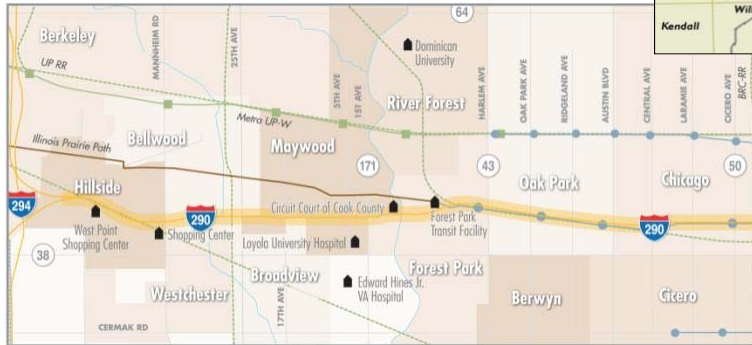 64
Will
Kendall
Berkeley
MANNHEIM RD
25TH AVE
Dominican
University
UP RR
5TH AVE
1ST AVE
River Forest
HARLEM AVE
OAK PARK AVE
RIDGELAND AVE
AUSTIN BLVD
CENTRAL AVE
LARAMIE AVE
CICERO AVE
BRC-RR
Metra UP-W
Illinois Prairie Path
Bellwood
Maywood
171
43
50
Hillside
Oak Park
Chicago
294
290
Circuit Court of Cook County
Forest Park
Transit Facility
290
West Point
Shopping Center
Shopping Center
Loyola University Hospital
38
Broadview
Forest Park
Edward Hines Jr.
VA Hospital
Westchester
17TH AVE
Berwyn
Cicero
CERMAK RD